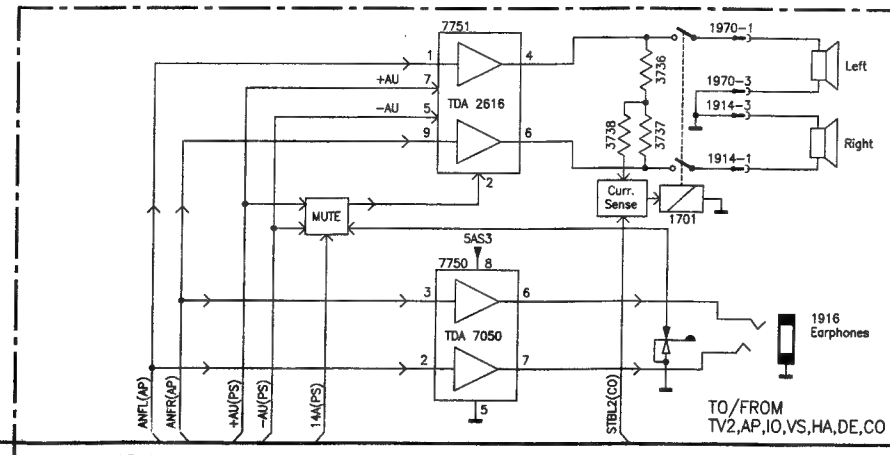 7751
1970-1
1
4
+AU
7
3736
Left
-AU
1970-3
5
TDA 2616
1914-3
9
6
3738
3737
Right
1914-1
2
MUTE
Curr.
Sense
1701
5AS3
7750
8
3
6
1916
Earphones
TDA 7050
2
7
5
ANFL(AP)
ANFR(AP)
+AU(PS)
-AU(PS)
14A(PS)
STBL2(CO)
TO/FROM
TV2,AP,IO,VS,HA,DE,CO